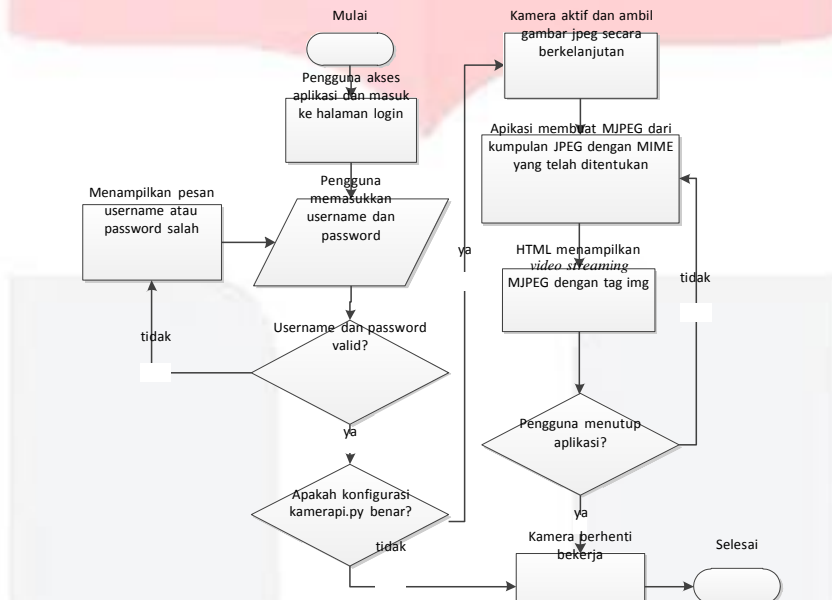 Mulai
Pengguna akses
aplikasi dan masuk
ke halaman login
Pengguna
memasukkan
username dan
password
Menampilkan pesan
username atau
password salah
tidak
Username dan password
valid?
ya
Apakah konfigurasi
kamerapi.py benar?
tidak
ya
Kamera aktif dan ambil
gambar jpeg secara
berkelanjutan
Apikasi membuat MJPEG dari
kumpulan JPEG dengan MIME
yang telah ditentukan
HTML menampilkan
video streaming
MJPEG dengan tag img
tidak
Pengguna menutup
aplikasi?
ya
Kamera berhenti
bekerja
Selesai